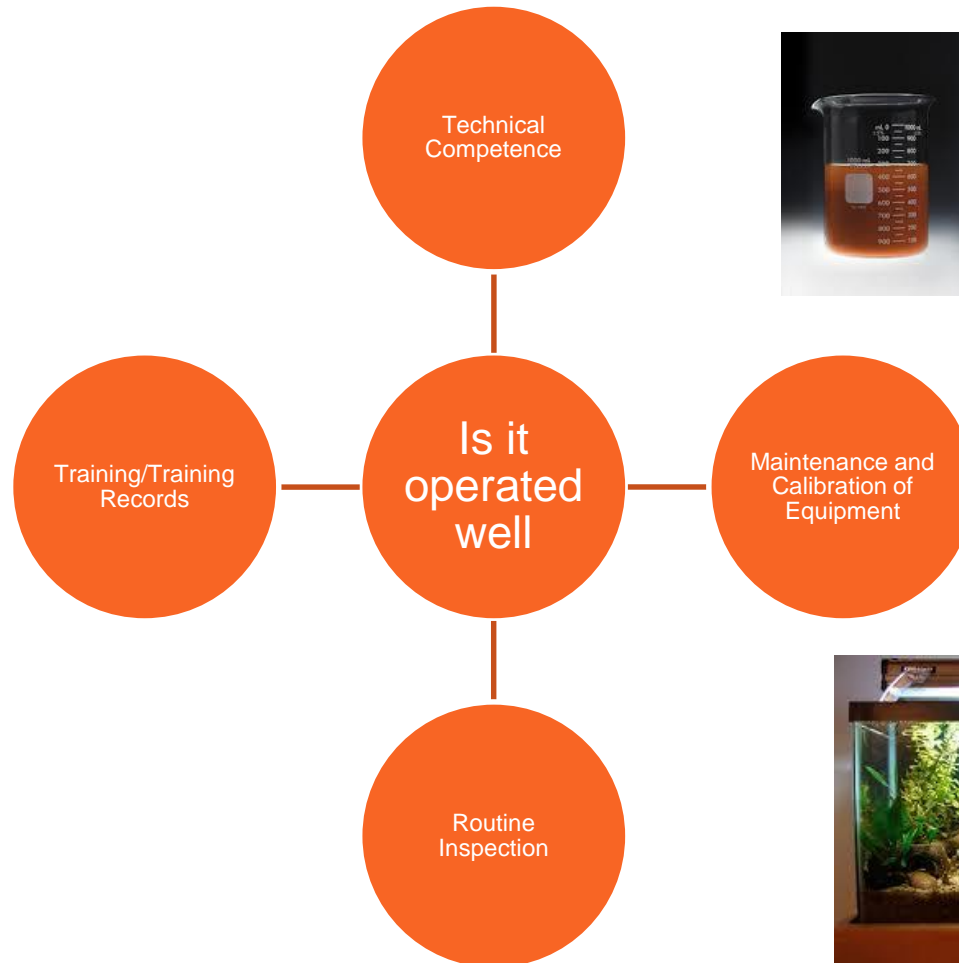 Technical
Competence
Training/Training
Records
Is it
operated
well
Maintenance and
Calibration of
Equipment
Routine
Inspection